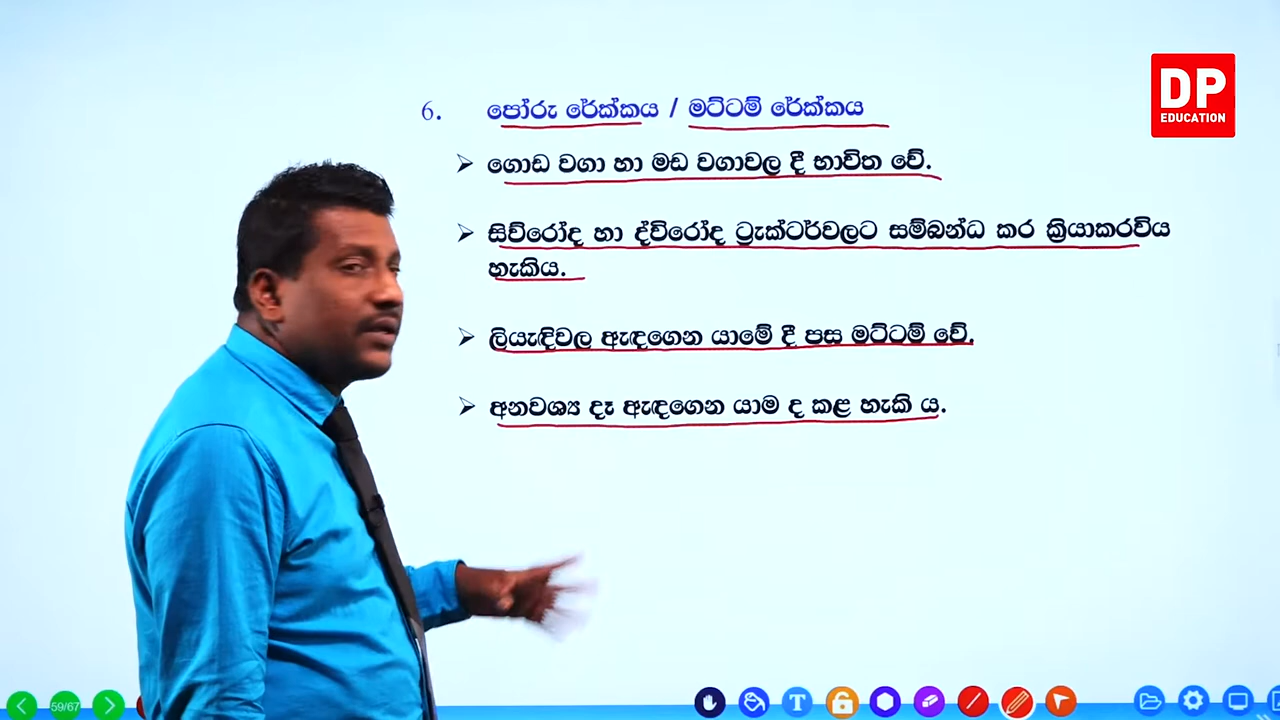 DP
EDUCATION
6. පෝරු රේක්කය / මට්ටම් රේක්කය
➢ ගොඩ වගා හා මඩ වගාවල දී භාවිත වේ.
➢ සිව්රෝද හා ද්විරෝද ට්‍රැක්ටර්වලට සම්බන්ධ කර ක්‍රියාකරවිය
හැකිය.
➢ ලියැඳිවල ඇඳගෙන යාමේ දී පස මට්ටම් වේ.
➢ අනවශ්‍ය දෑ ඇඳගෙන යාම ද කළ හැකි ය.
59/67
T